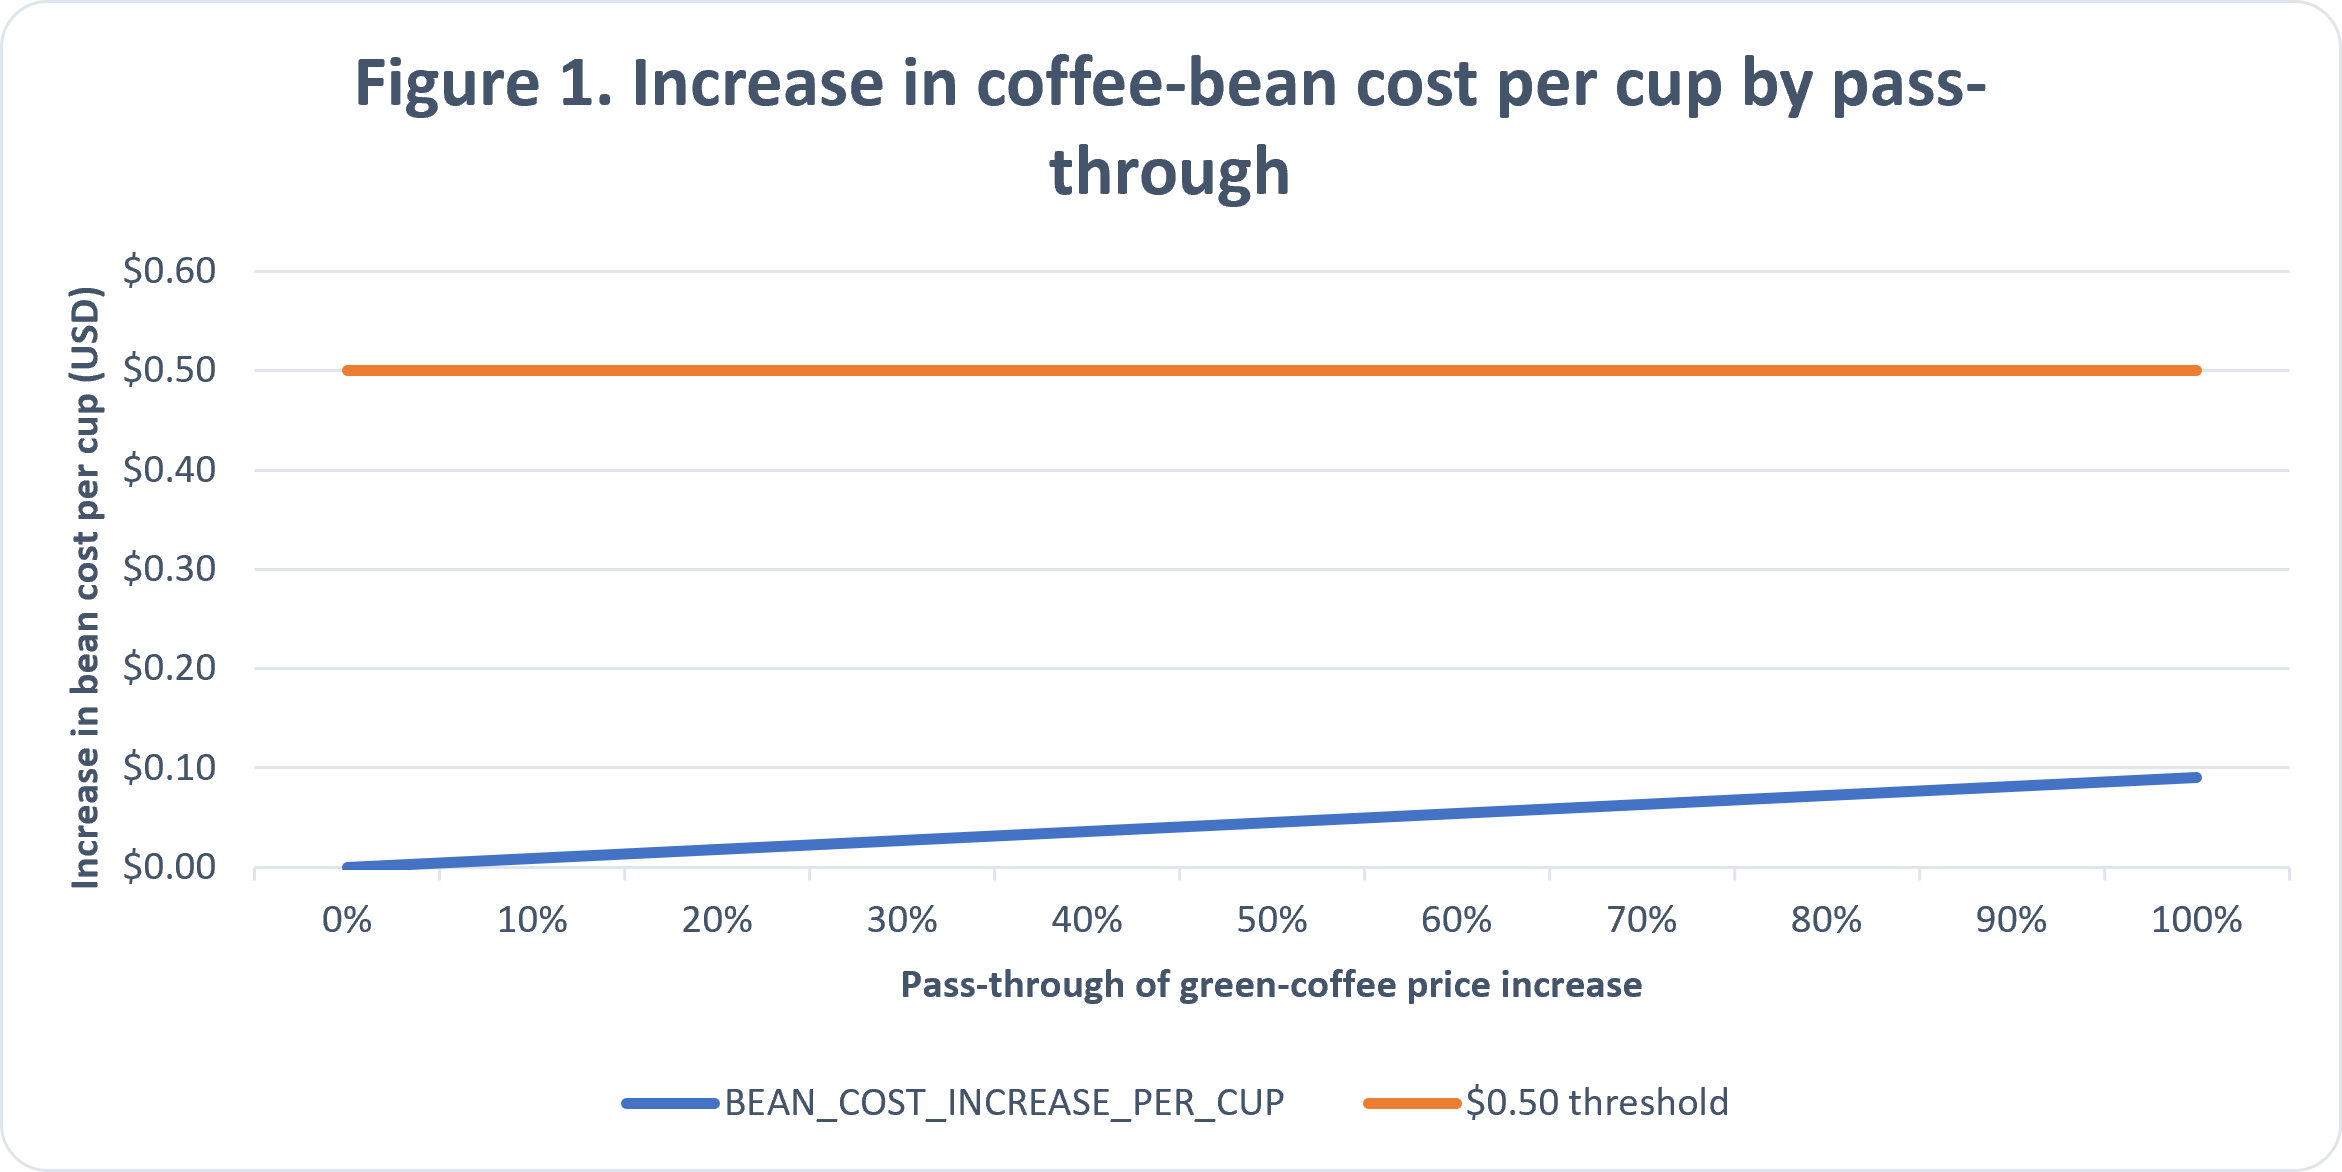 Figure 1. Increase in coffee-bean cost per cup by pass-
through
Increase in bean cost per cup (USD)
$0.60
$0.50
$0.40
$0.30
$0.20
$0.10
$0.00
0% 10% 20% 30% 40% 50% 60% 70% 80% 90% 100%
Pass-through of green-coffee price increase
BEAN_COST_INCREASE_PER_CUP $0.50 threshold